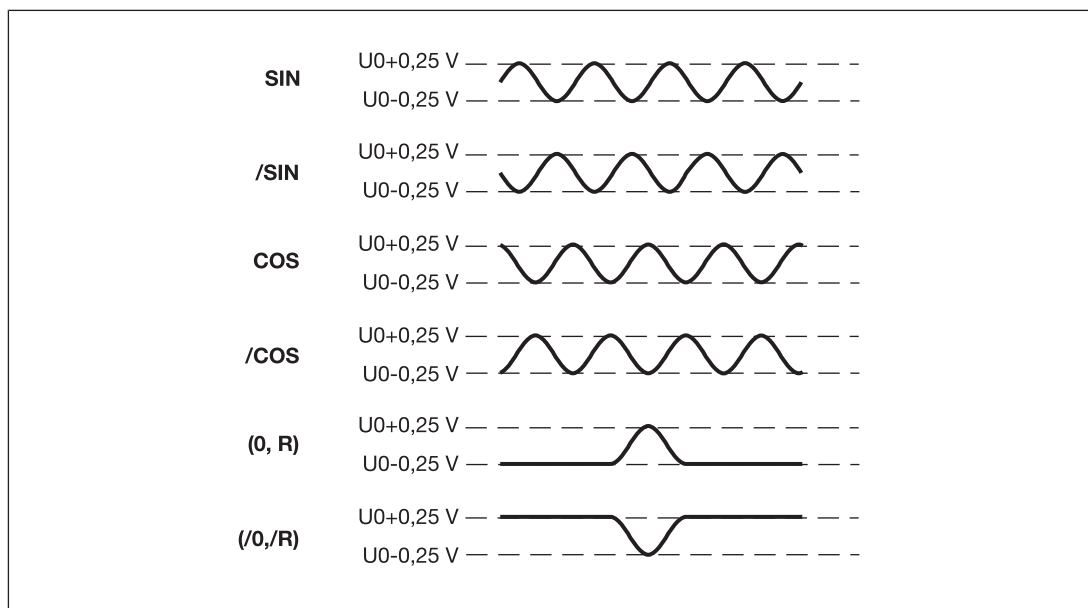 SIN
U0+0,25 V
U0-0,25 V
/SIN
U0+0,25 V
U0-0,25 V
COS
U0+0,25 V
U0-0,25 V
/COS
U0+0,25 V
U0-0,25 V
(0, R)
U0+0,25 V
U0-0,25 V
(/0,/R)
U0+0,25 V
U0-0,25 V